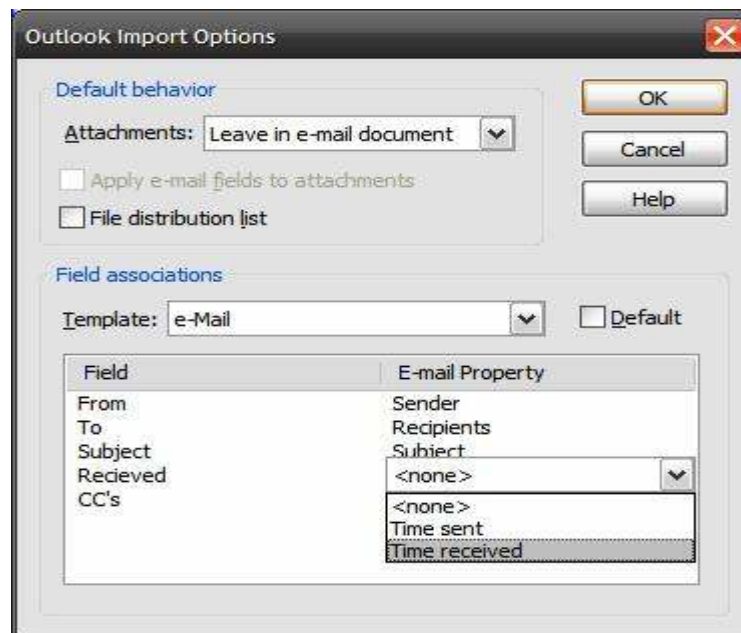 Outlook Import Options
Default behavior
OK
Attachments: Leave in e-mail document
Cancel
Apply e-mail fields to attachments
Help
File distribution list
Field associations
Template: e-Mail
Default
Field E-mail Property
From Sender
To Recipients
Subject Subject
Recieved <none>
CC's <none>
Time sent
Time received